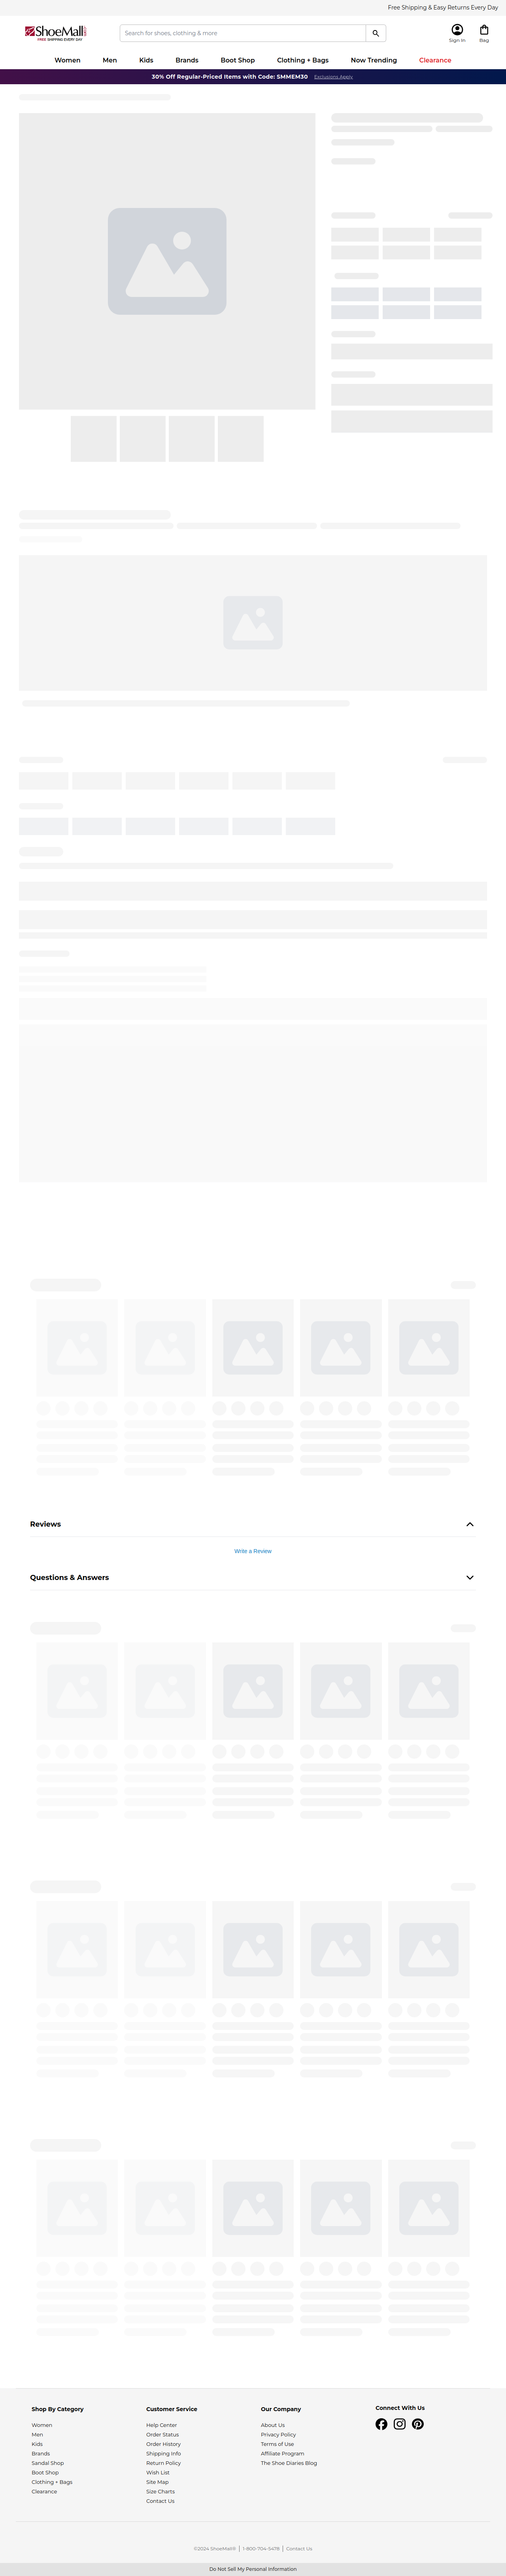 Free Shipping & Easy Returns Every Day
ShoeMall
FREE SHIPPING EVERY DAY
Search for shoes, clothing & more
Sign In
Bag
Women
Men
Kids
Brands
Boot Shop
Clothing + Bags
Now Trending
Clearance
30% Off Regular-Priced Items with Code: SMMEM30 Exclusions Apply
Reviews
Write a Review
Questions & Answers
Shop By Category
Women
Men
Kids
Brands
Sandal Shop
Boot Shop
Clothing + Bags
Clearance
Customer Service
Help Center
Order Status
Order History
Shipping Info
Return Policy
Wish List
Site Map
Size Charts
Contact Us
Our Company
About Us
Privacy Policy
Terms of Use
Affiliate Program
The Shoe Diaries Blog
Connect With Us
©2024 ShoeMall® | 1-800-704-5478 | Contact Us
Do Not Sell My Personal Information